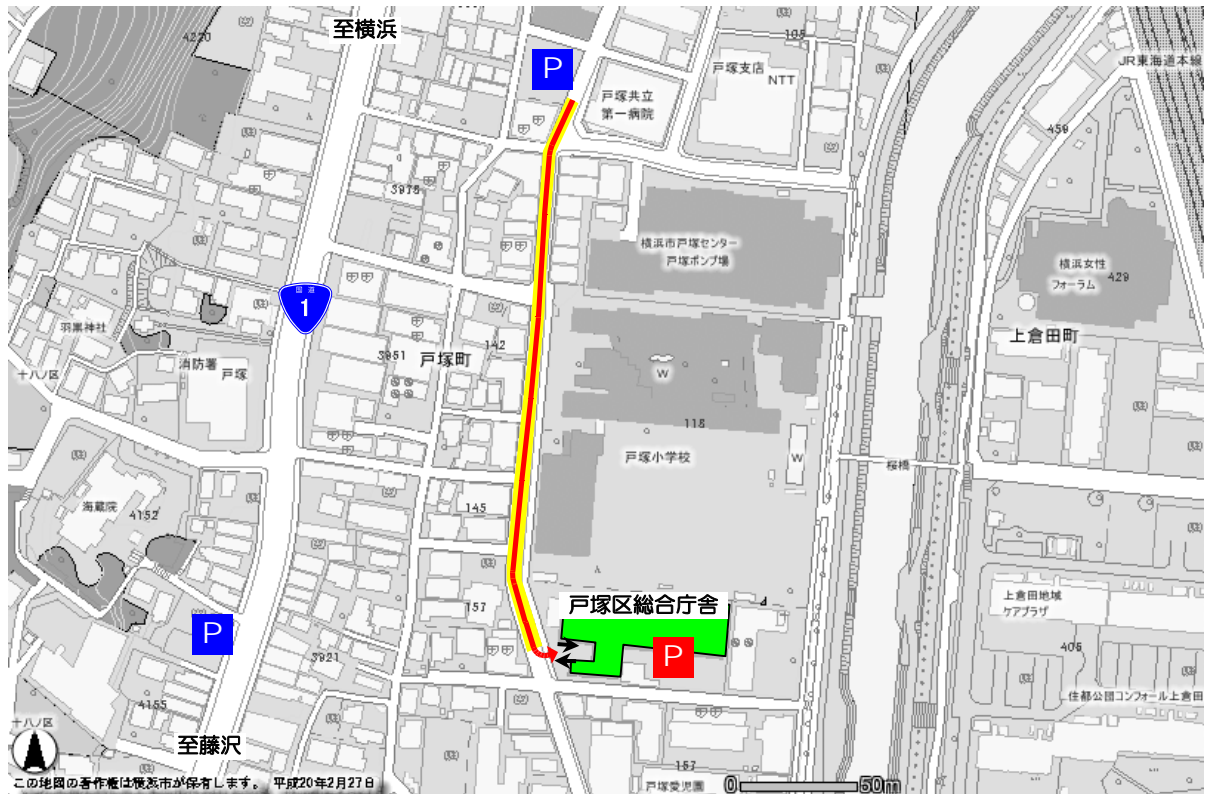 至横浜
4220
105
JR東海道本線
P
戸塚支店
NTT
戸塚共立
第一病院
459
3975
横浜市戸塚センター
戸塚ポンプ場
横浜女性
フォーラム
429
国道
1
羽黒神社
142
上倉田町
3951
戸塚町
消防署
戸塚
十八ノ区
W
118
戸塚小学校
W
桜橋
海蔵院
4152
145
上倉田地域
ケアプラザ
157
戸塚区総合庁舎
P
P
3921
405
4155
住都公団コンフォール上倉田
十八ノ区
至藤沢
157
戸塚愛児園
0
50m
この地図の著作権は横浜市が保有します。 平成20年2月27日